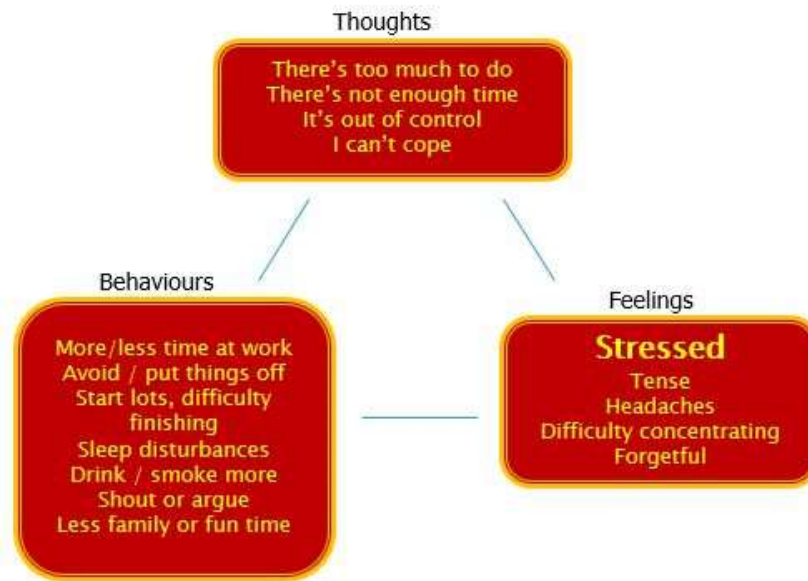 Thoughts
There's too much to do
There's not enough time
It's out of control
I can't cope
Behaviours
More/less time at work
Avoid / put things off
Start lots, difficulty
finishing
Sleep disturbances
Drink / smoke more
Shout or argue
Less family or fun time
Feelings
Stressed
Tense
Headaches
Difficulty concentrating
Forgetful